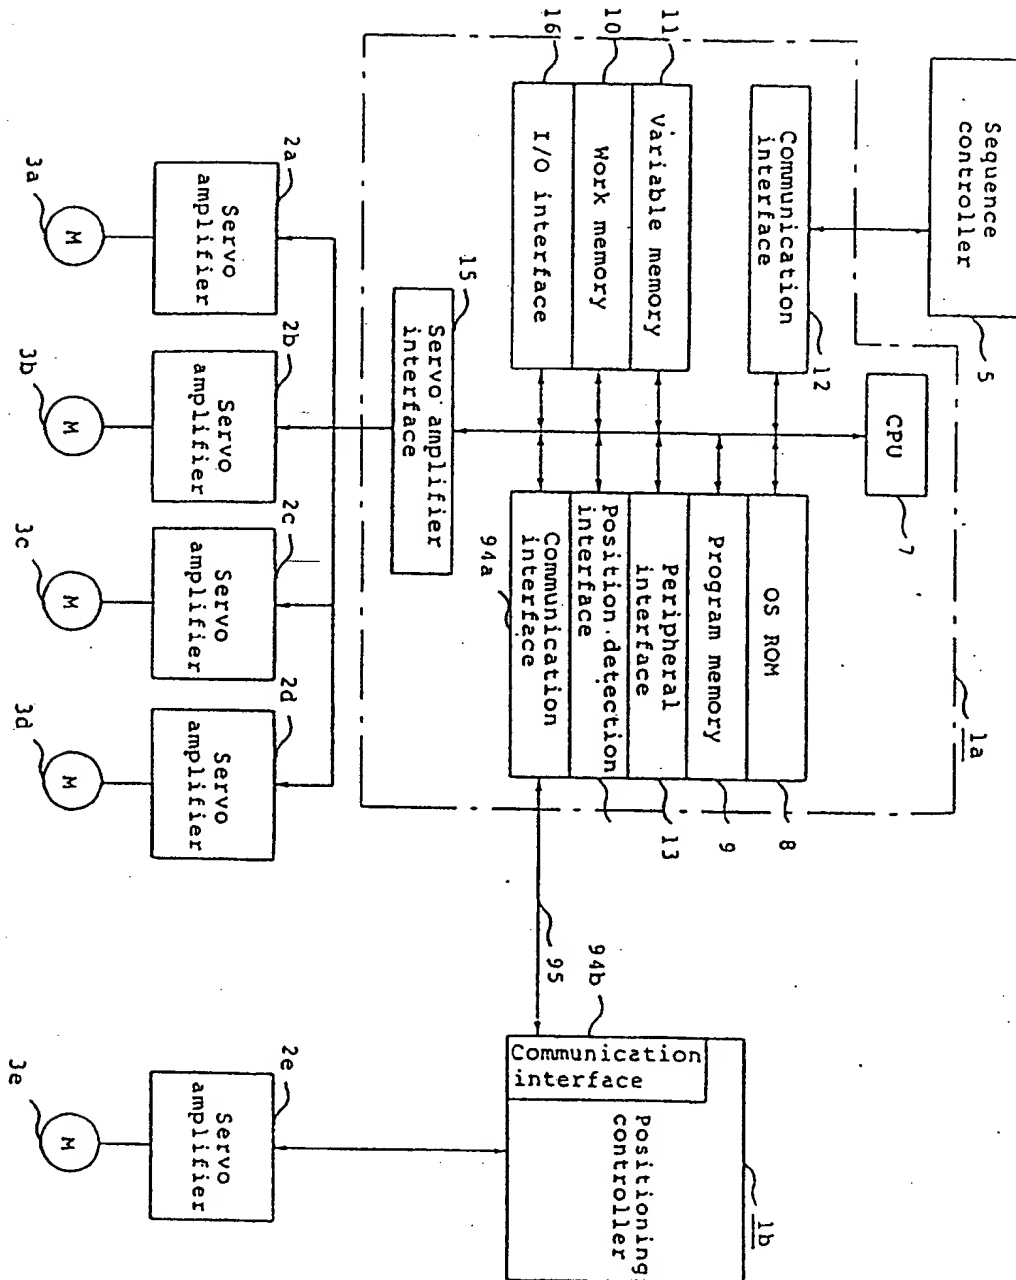 Sequence
controller
5
1a
CPU
7
Communication
interface
12
11
Variable memory
10
Work memory
16
I/O interface
OS ROM
8
Program memory
9
Peripheral
interface
13
Position detection
interface
Communication
interface
94a
15
Servo amplifier
interface
95
94b
1b
Communication
interface
Positioning
controller
2a
Servo
amplifier
2b
Servo
amplifier
2c
Servo
amplifier
2d
Servo
amplifier
2e
Servo
amplifier
3a
M
3b
M
3c
M
3d
M
3e
M